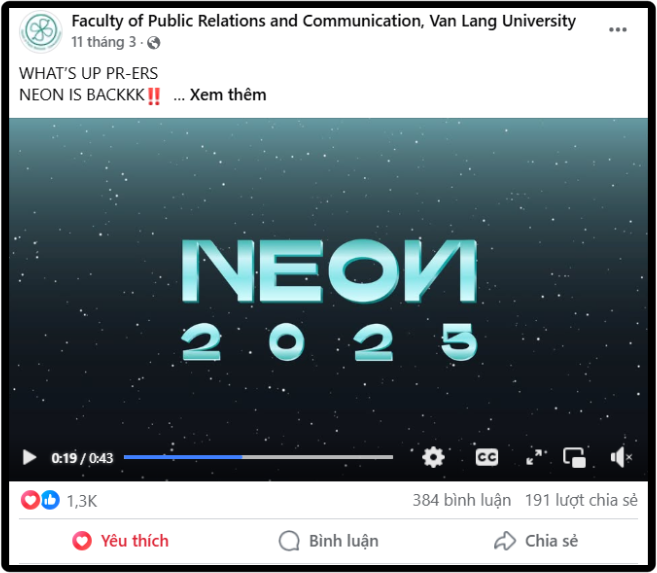 Faculty of Public Relations and Communication, Van Lang University
11 tháng 3 ·
WHAT'S UP PR-ERS
NEON IS BACKKK‼️ ... Xem thêm
NEON
2025
0:19 / 0:43
CC
1,3K
384 bình luận 191 lượt chia sẻ
Yêu thích
Bình luận
Chia sẻ